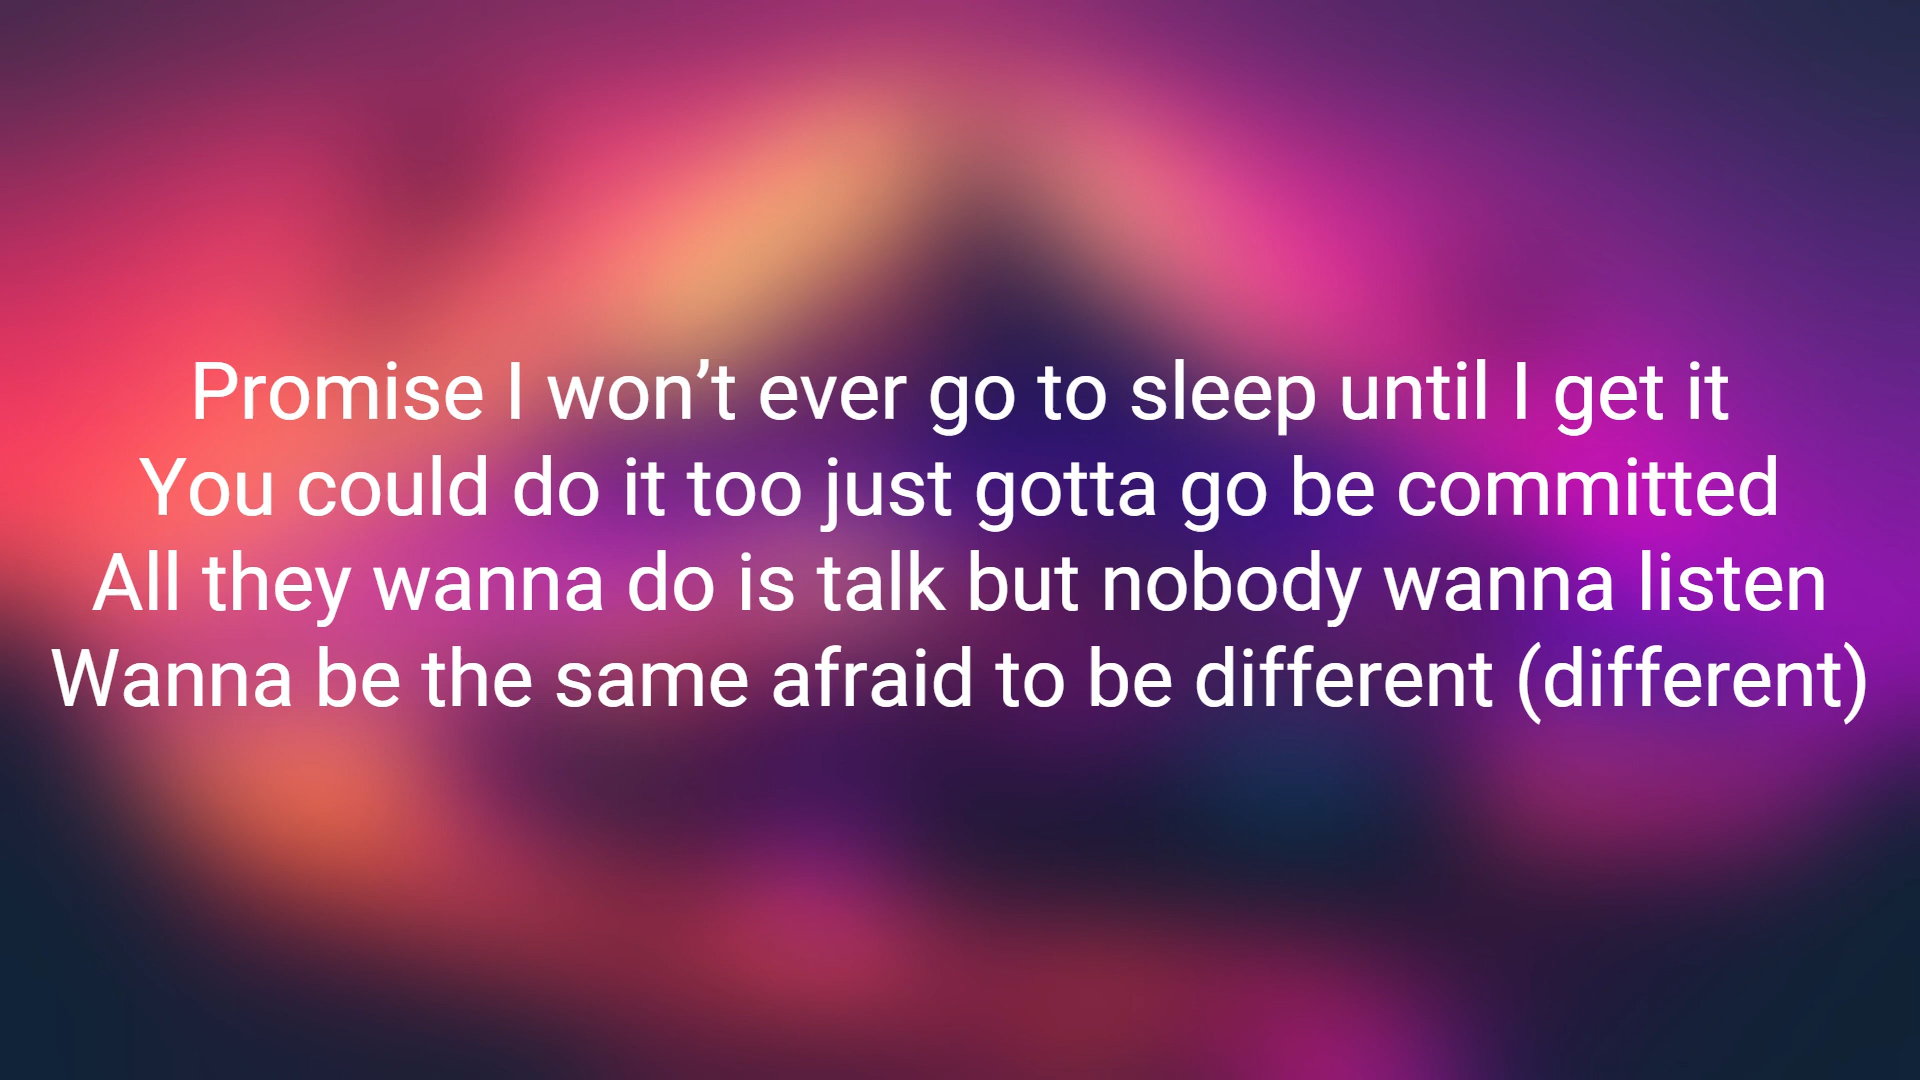 Promise I won’t ever go to sleep until I get it
You could do it too just gotta go be committed
All they wanna do is talk but nobody wanna listen
Wanna be the same afraid to be different (different)